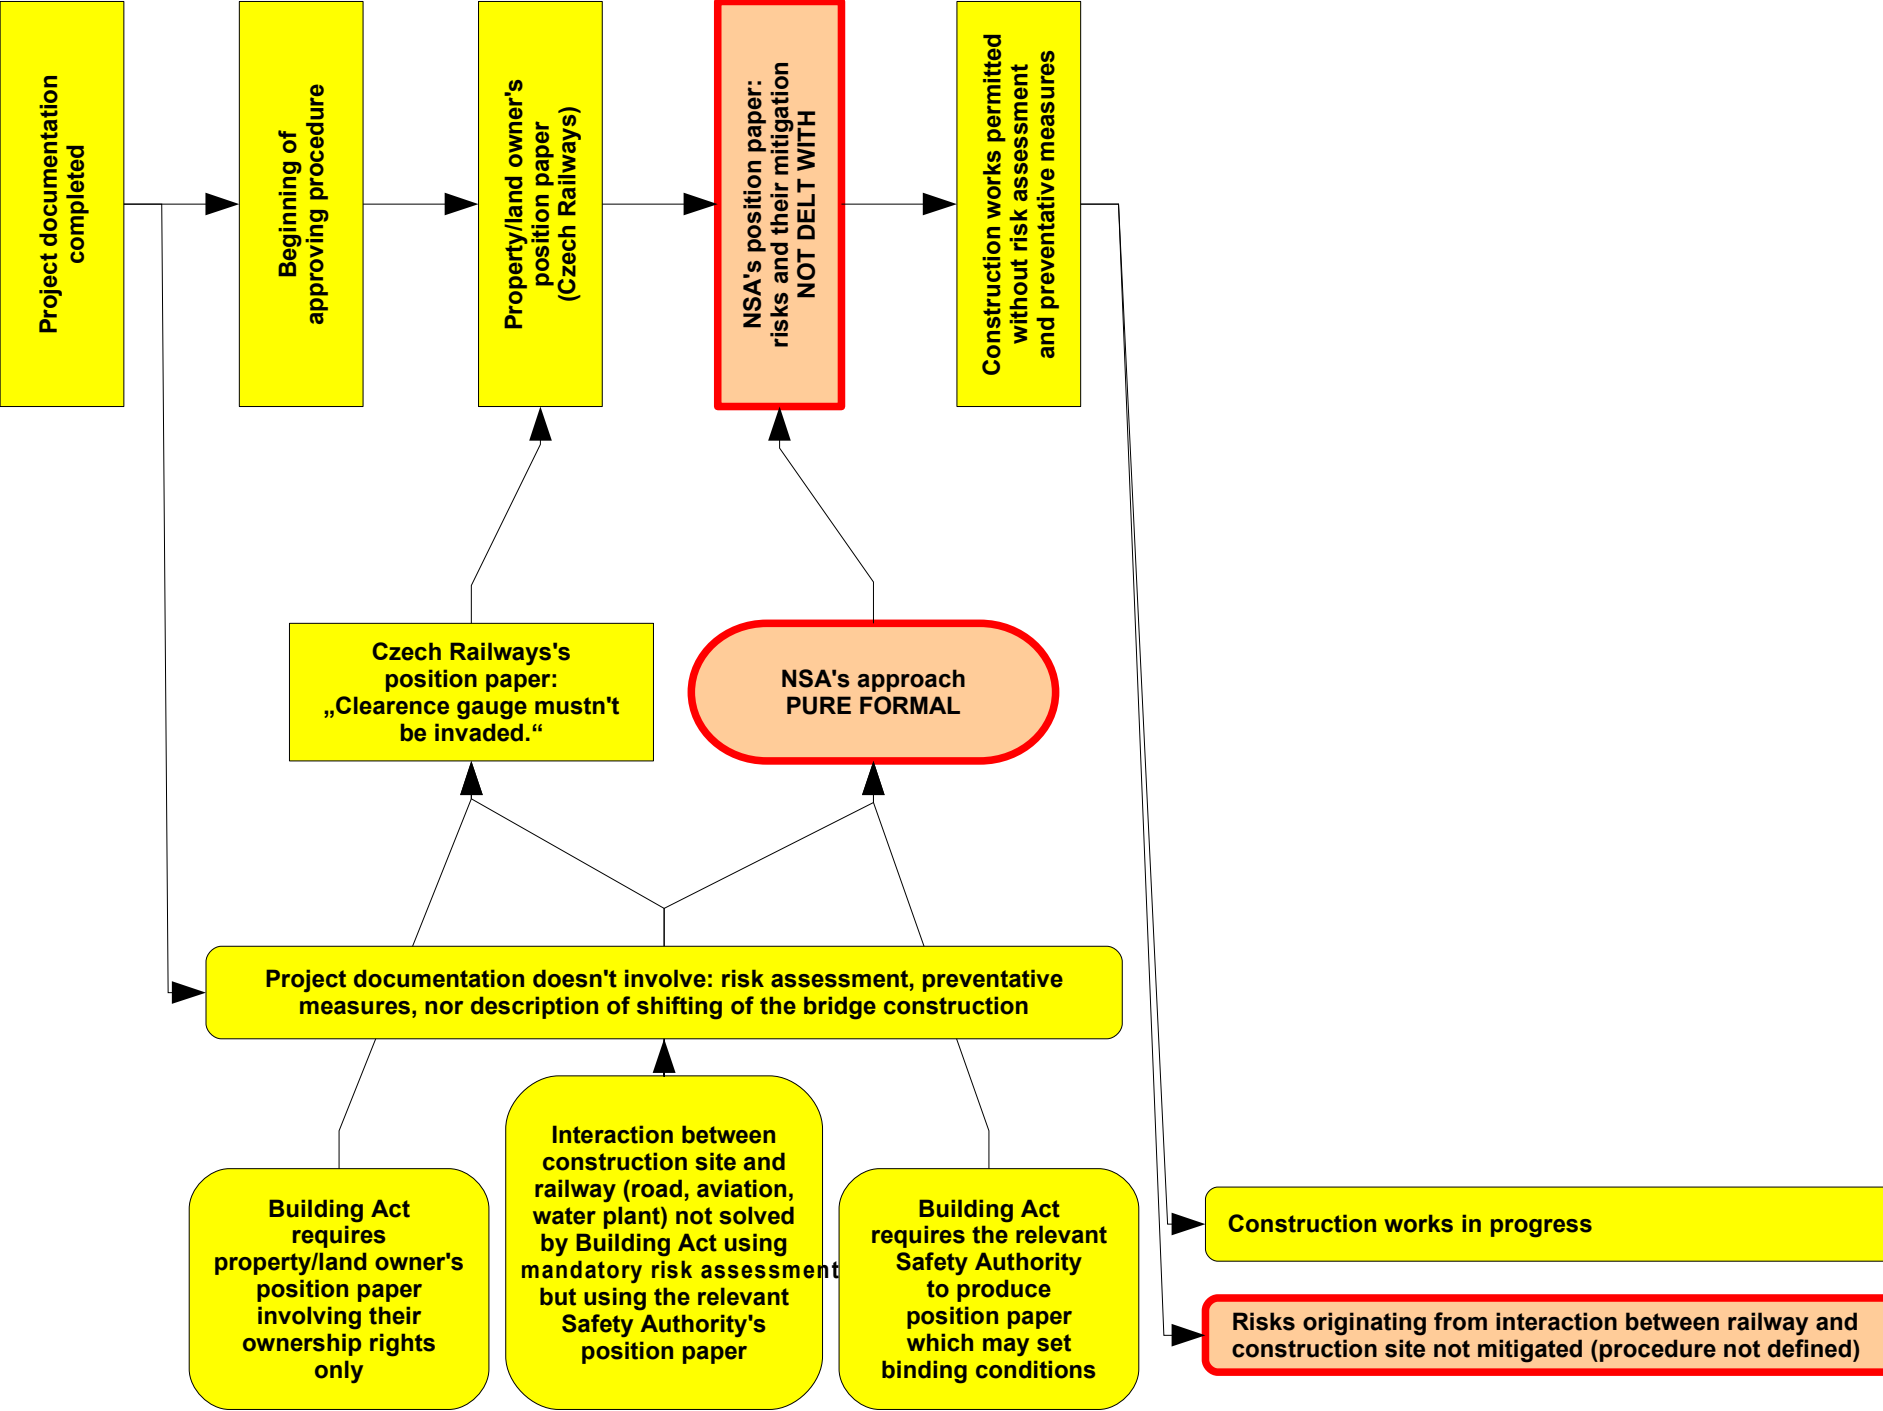 Project documentation
completed
Beginning of
approving procedure
Property/land owner's
position paper
(Czech Railways)
NSA's position paper:
risks and their mitigation
NOT DELT WITH
Construction works permitted
without risk assessment
and preventative measures
Czech Railways's
position paper:
„Clearence gauge mustn't
be invaded.“
NSA's approach
PURE FORMAL
Project documentation doesn't involve: risk assessment, preventative
measures, nor description of shifting of the bridge construction
Building Act
requires
property/land owner's
position paper
involving their
ownership rights
only
Interaction between
construction site and
railway (road, aviation,
water plant) not solved
by Building Act using
mandatory risk assessment
but using the relevant
Safety Authority's
position paper
Building Act
requires the relevant
Safety Authority
to produce
position paper
which may set
binding conditions
Construction works in progress
Risks originating from interaction between railway and
construction site not mitigated (procedure not defined)